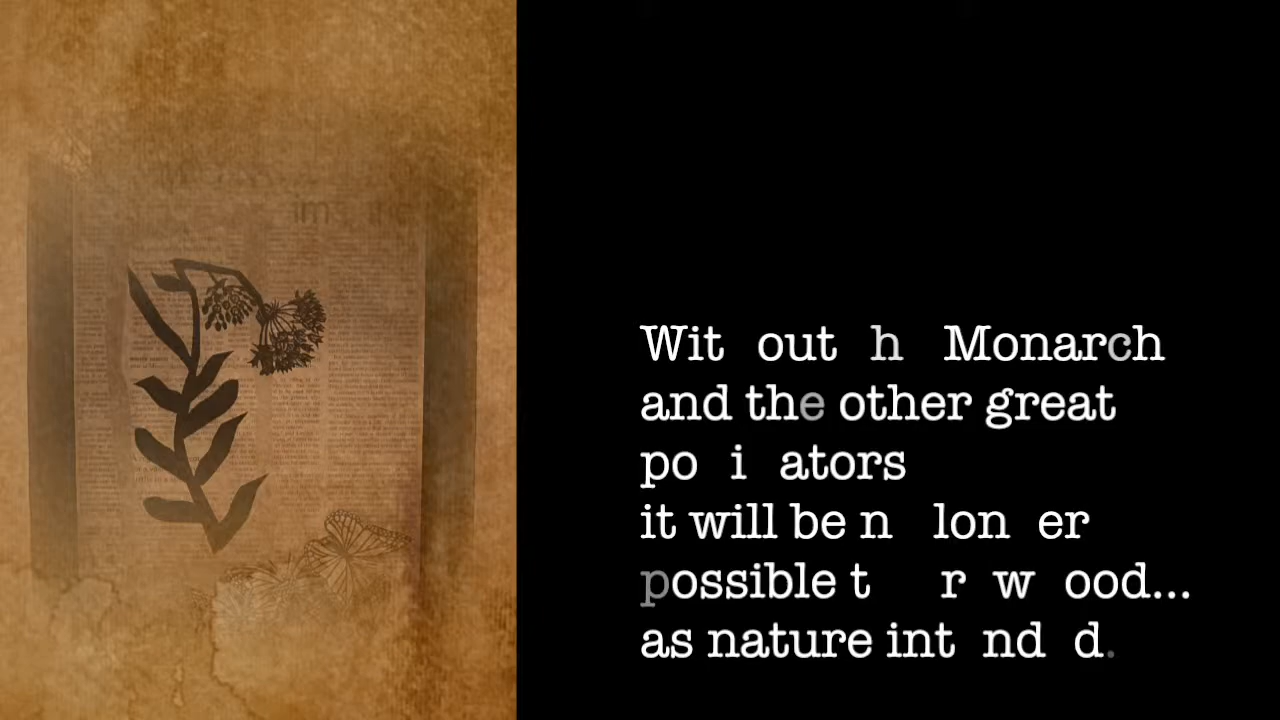 Wit out h Monarch
and the other great
po i ators
it will be n lon er
possible t r w ood...
as nature int nd d.